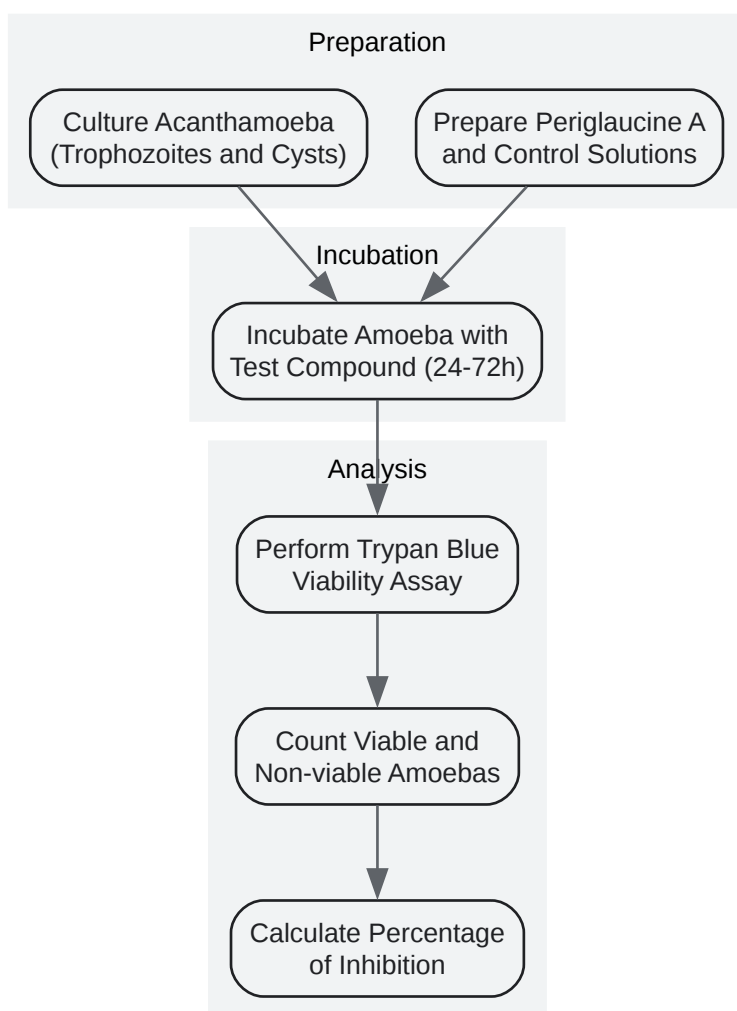 Preparation
Culture Acanthamoeba
(Trophozoites and Cysts)
Prepare Periglaucine A
and Control Solutions
Incubation
Incubate Amoeba with
Test Compound (24-72h)
Analysis
Perform Trypan Blue
Viability Assay
Count Viable and
Non-viable Amoebas
Calculate Percentage
of Inhibition